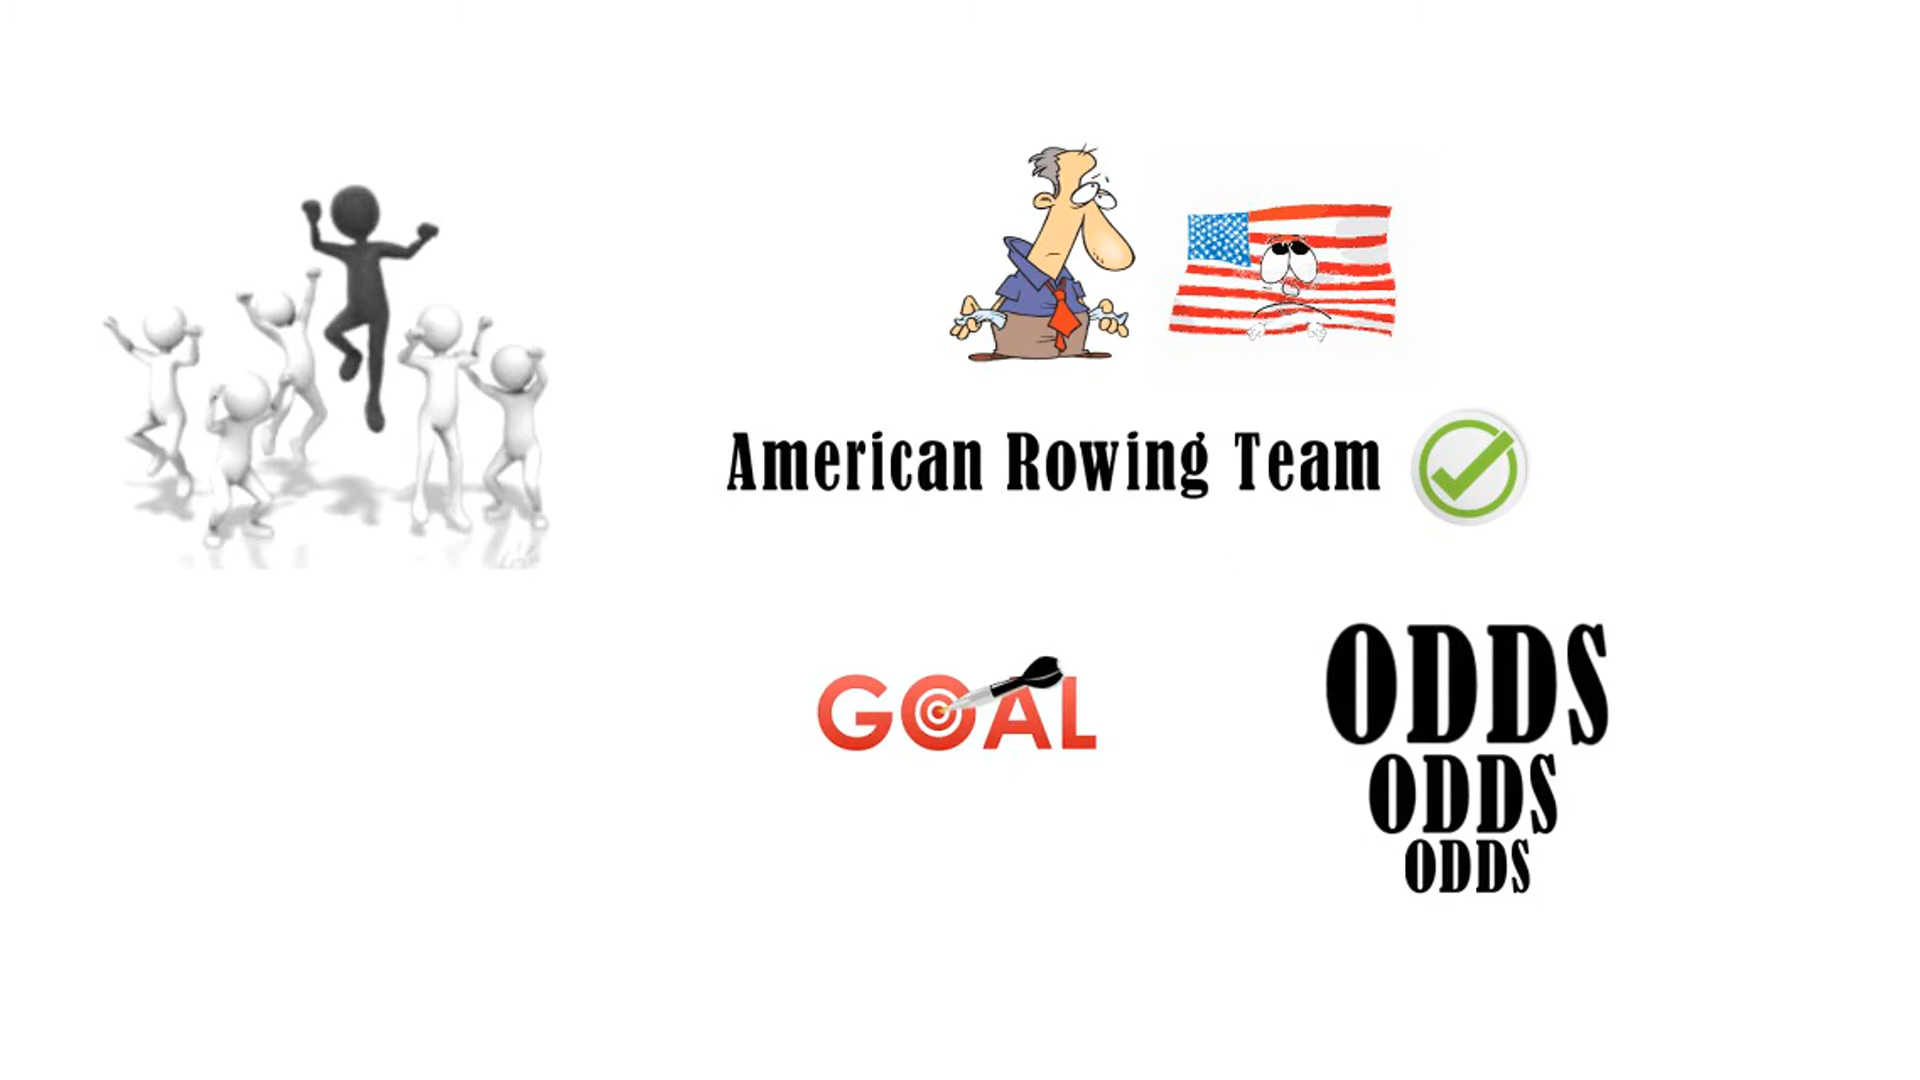 American Rowing Team
GOAL
ODDS
ODDS
ODDS